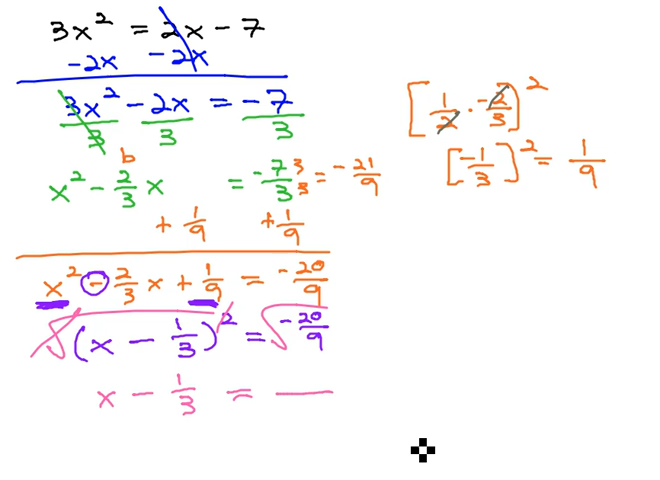 3x² = 2x - 7
-2x -2x
3x² - 2x = -7
3 3 3
b
x² - 2/3 x = -7/3 3/3 = -21/9
+ 1/9 + 1/9
x² - 2/3 x + 1/9 = -20/9
√(x - 1/3)² = √-20/9
x - 1/3 = __
[1/2 · -2/3]²
[-1/3]² = 1/9